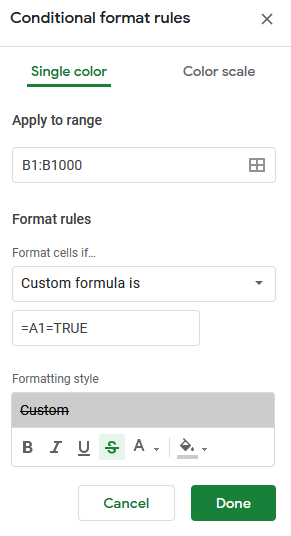 Conditional format rules
Single color
Color scale
Apply to range
B1:B1000
Format rules
Format cells if…
Custom formula is
=A1=TRUE
Formatting style
Custom
B I U S A
Cancel
Done